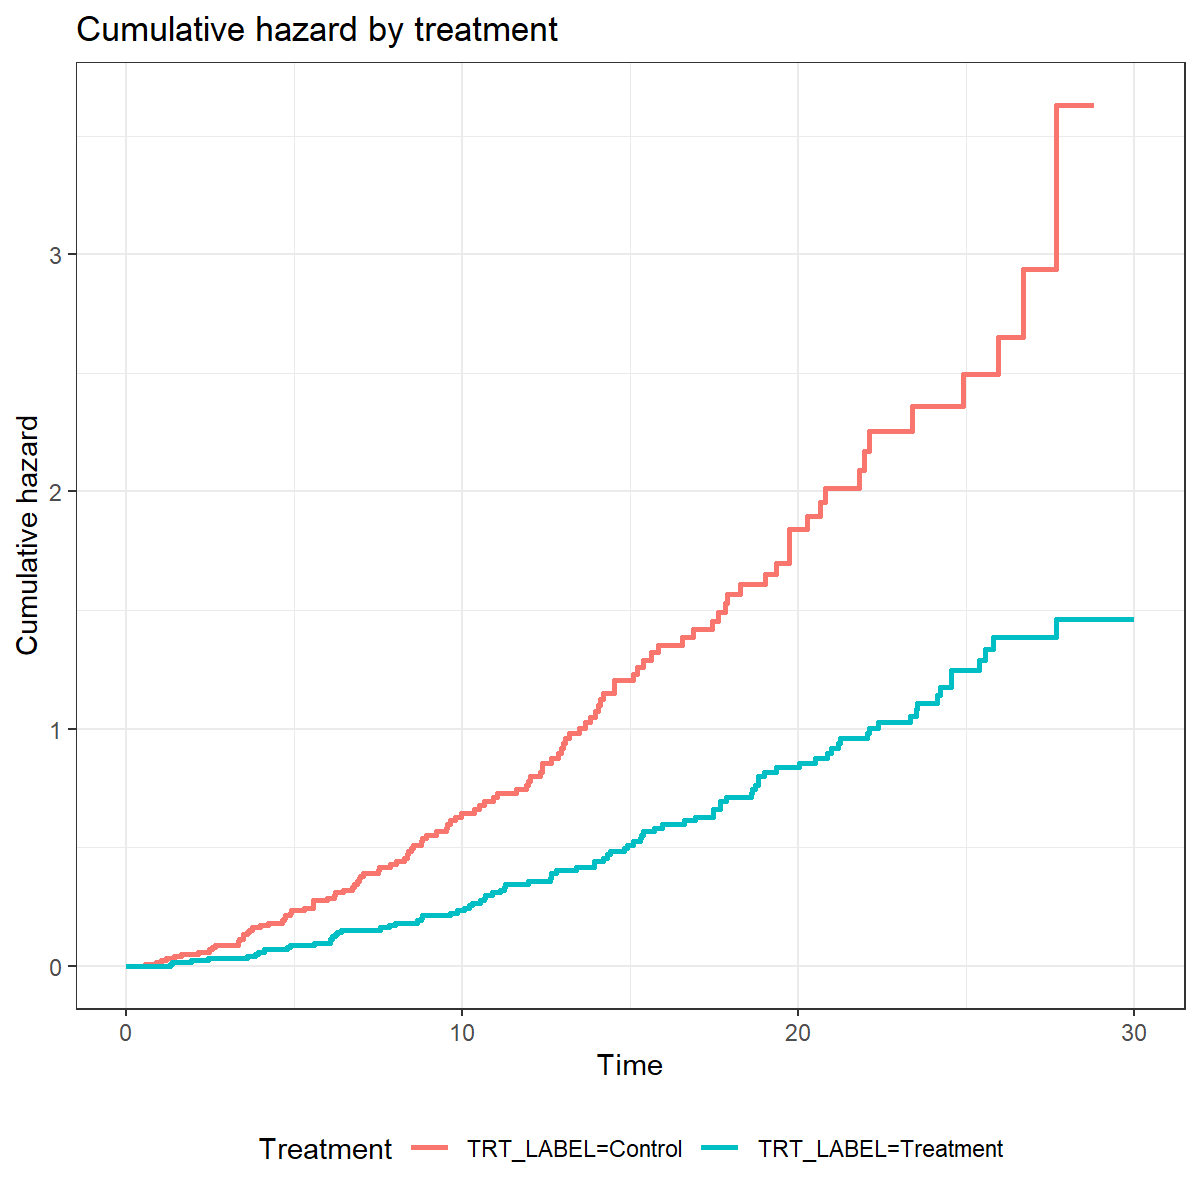 Cumulative hazard by treatment
Cumulative hazard
3
2
1
0
0 10 20 30
Time
Treatment TRT_LABEL=Control TRT_LABEL=Treatment